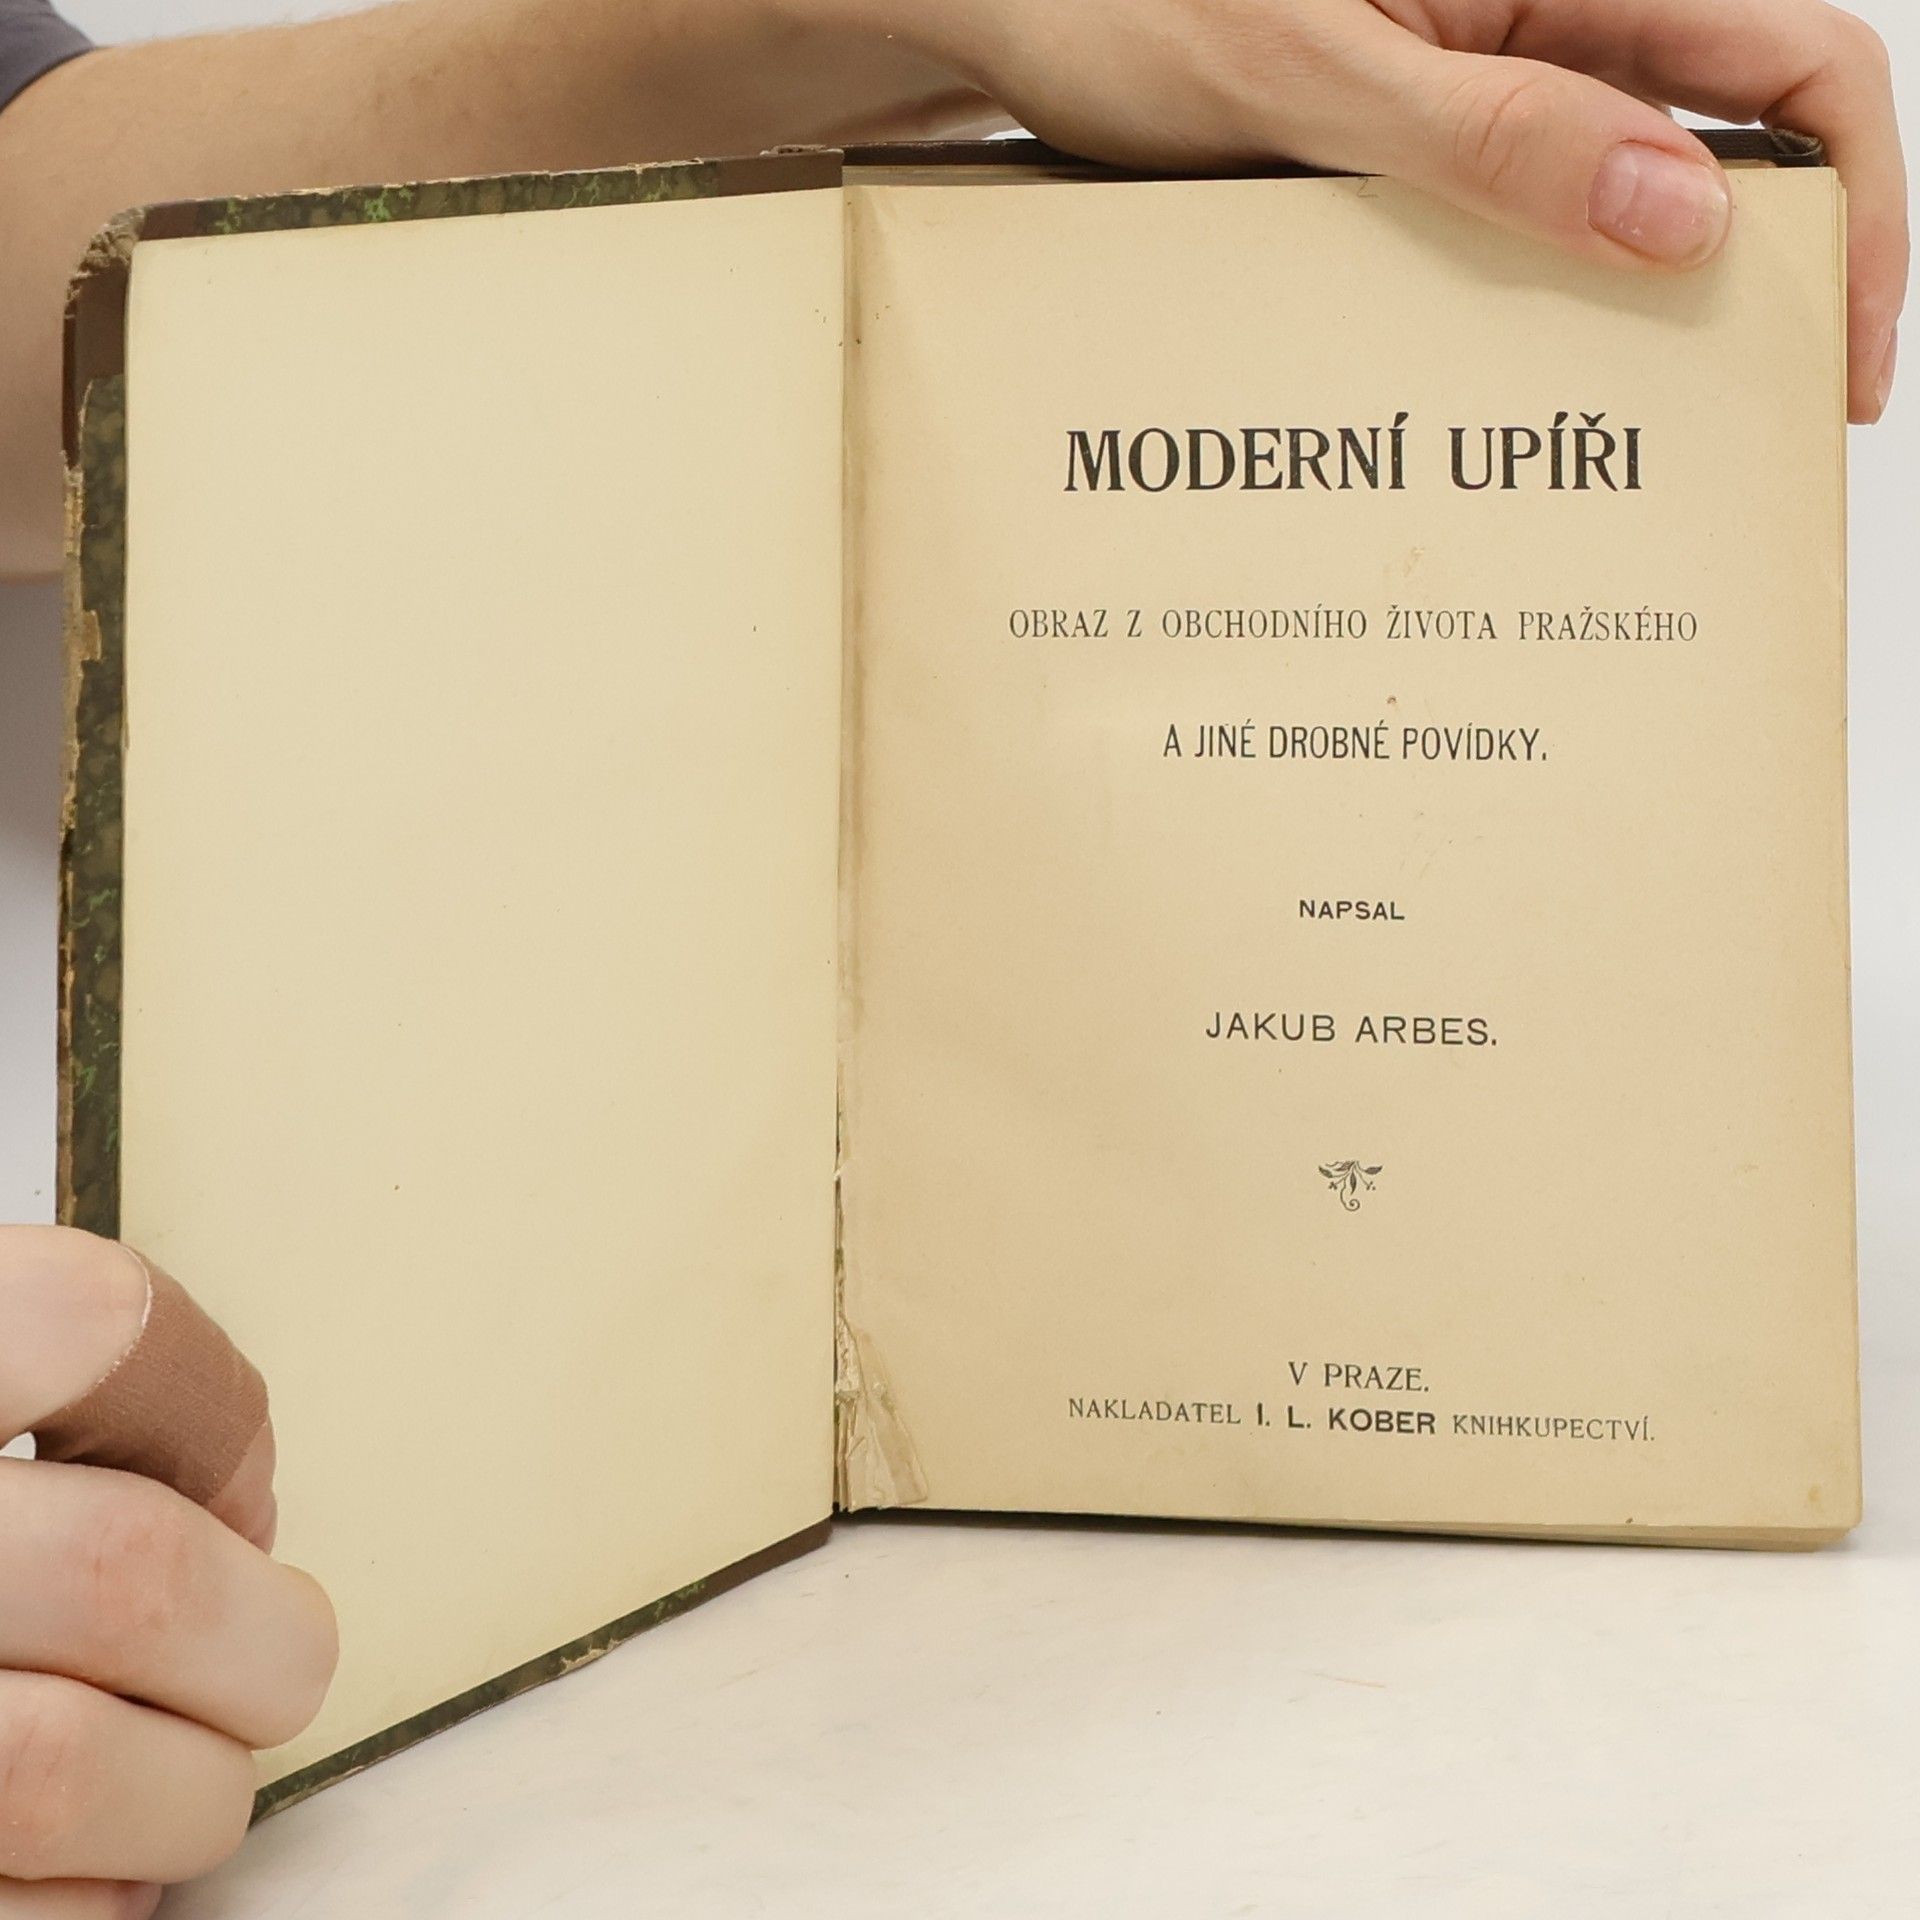 MODERNÍ UPÍŘI
OBRAZ Z OBCHODNÍHO ŽIVOTA PRAŽSKÉHO
A JINÉ DROBNÉ POVÍDKY.
NAPSAL
JAKUB ARBES.
V PRAZE.
NAKLADATEL I. L. KOBER KNIHKUPECTVÍ.